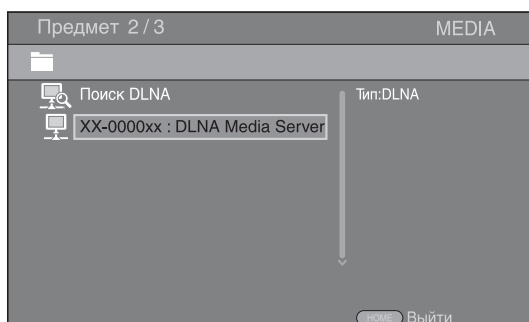 Предмет 2/3 MEDIA
Поиск DLNA Тип:DLNA
XX-0000xx : DLNA Media Server
HOME Выйти